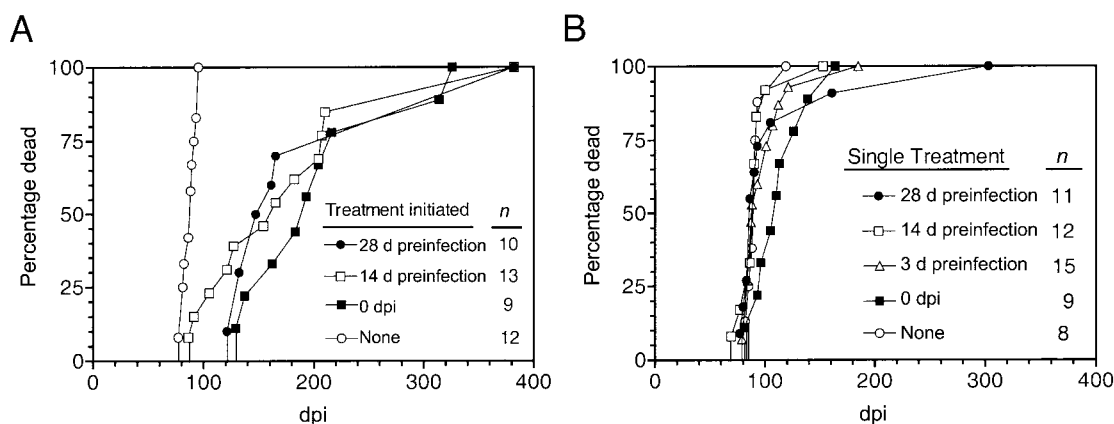 A
Percentage dead
100
75
50
25
0
0 100 200 300 400
dpi
Treatment initiated n
28 d preinfection 10
14 d preinfection 13
0 dpi 9
None 12
B
Percentage dead
100
75
50
25
0
0 100 200 300 400
dpi
Single Treatment n
28 d preinfection 11
14 d preinfection 12
3 d preinfection 15
0 dpi 9
None 8